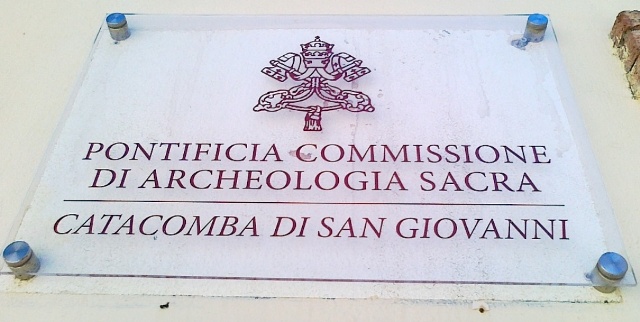 PONTIFICIA COMMISSIONE
DI ARCHEOLOGIA SACRA
CATACOMBA DI SAN GIOVANNI